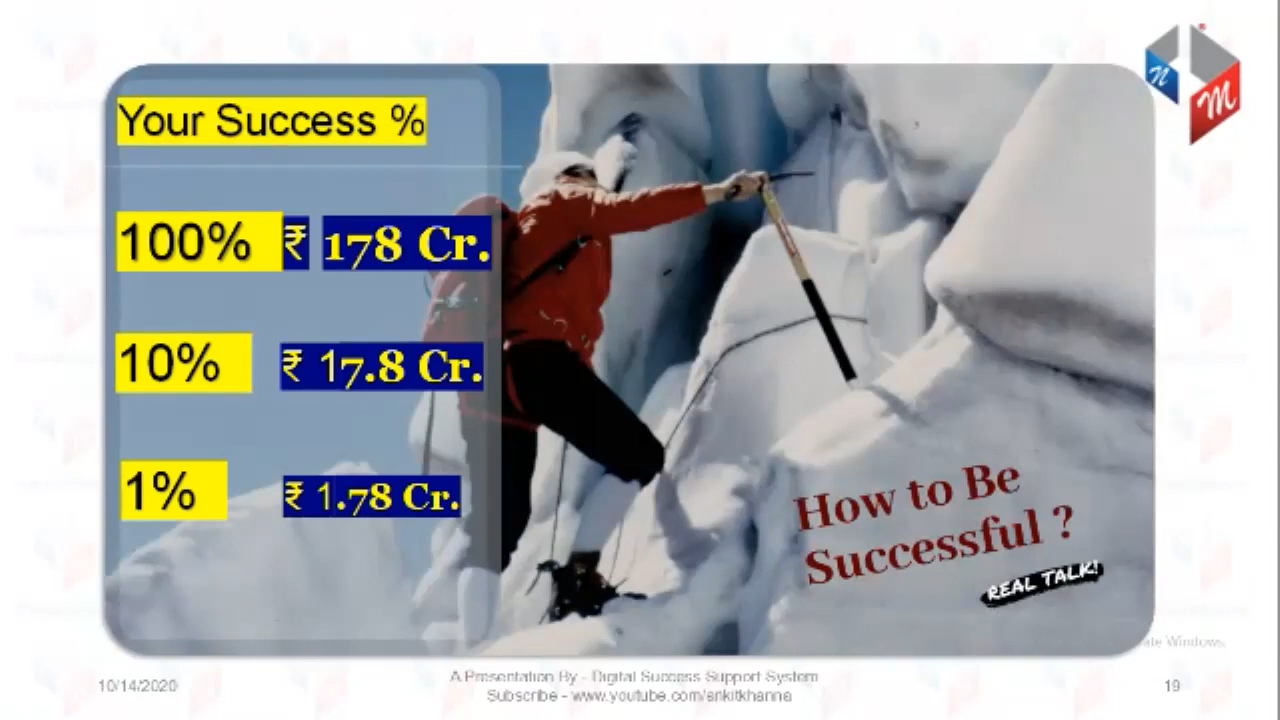 n
M
Your Success %
100% ₹ 178 Cr.
10% ₹ 17.8 Cr.
1% ₹ 1.78 Cr.
How to Be
Successful ?
REAL TALK!
Windows.
10/14/2020
A Presentation By - Digital Success Support System
Subscribe - www.youtube.com/ankitkhanna
19